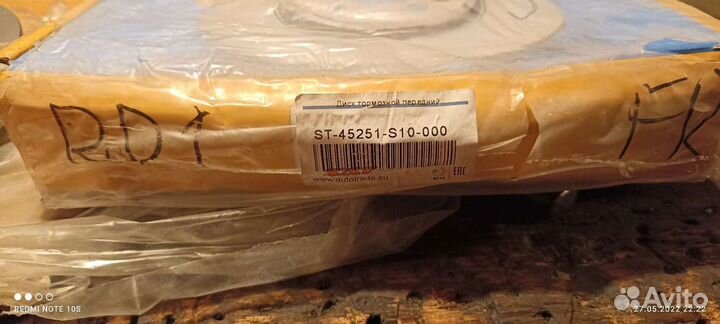 Диск тормозной передний
RD1
ST-45251-S10-000
FR
www.autotrade.su
EAC
REDMI NOTE 10S
Avito
27.05.2022 22:22